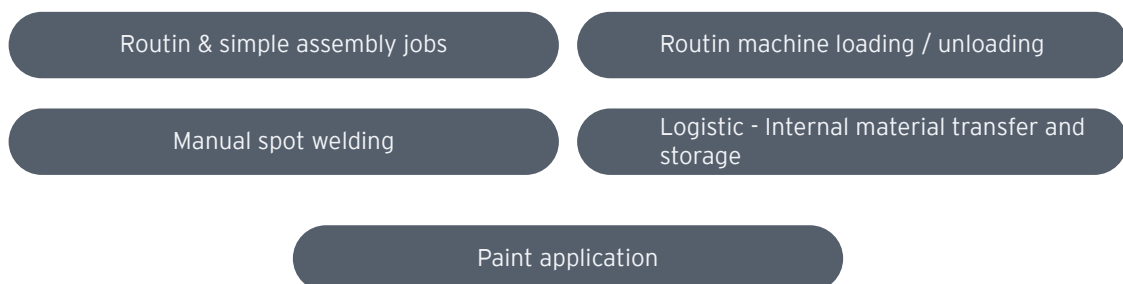 Routin & simple assembly jobs
Routin machine loading / unloading
Manual spot welding
Logistic - Internal material transfer and
storage
Paint application